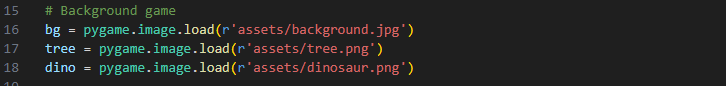 15 # Background game
16 bg = pygame.image.load(r'assets/background.jpg')
17 tree = pygame.image.load(r'assets/tree.png')
18 dino = pygame.image.load(r'assets/dinosaur.png')